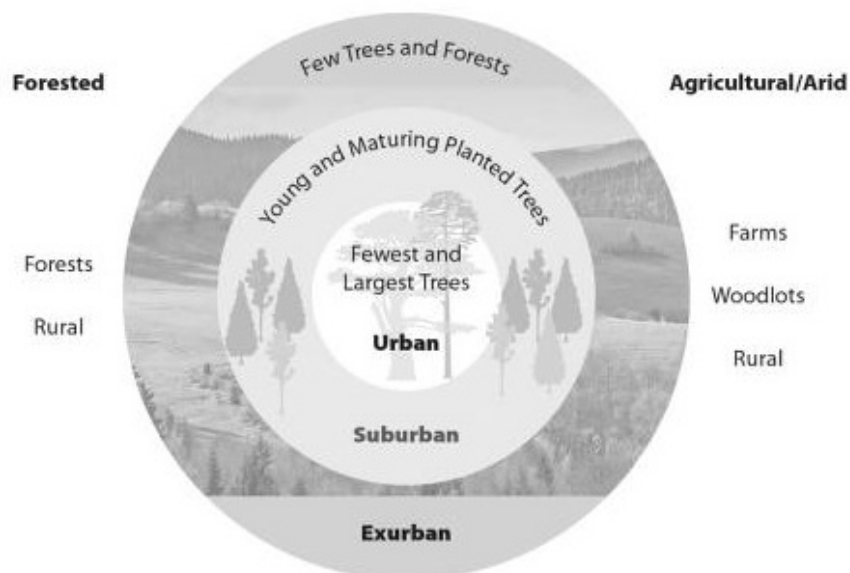 Few Trees and Forests
Forested
Agricultural/Arid
Young and Maturing Planted Trees
Fewest and
Largest Trees
Forests
Rural
Farms
Woodlots
Rural
Urban
Suburban
Exurban